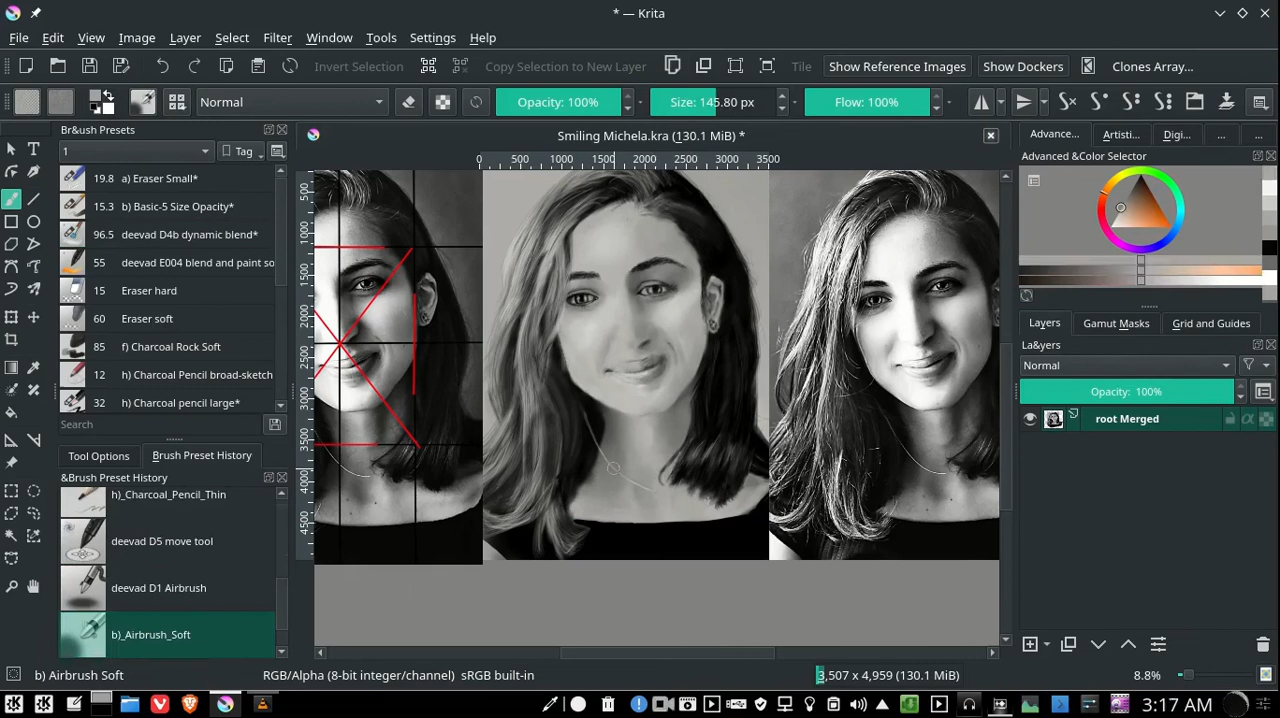 * — Krita
File Edit View Image Layer Select Filter Window Tools Settings Help
Invert Selection Copy Selection to New Layer Tile Show Reference Images Show Dockers Clones Array...
Normal Opacity: 100% Size: 145.80 px Flow: 100%
Br&ush Presets
1 Tag
19.8 a) Eraser Small*
15.3 b) Basic-5 Size Opacity*
96.5 deevad D4b dynamic blend*
55 deevad E004 blend and paint so
15 Eraser hard
60 Eraser soft
85 f) Charcoal Rock Soft
12 h) Charcoal Pencil broad-sketch
32 h) Charcoal pencil large*
Search
Tool Options Brush Preset History
&Brush Preset History
h)_Charcoal_Pencil_Thin
deevad D5 move tool
deevad D1 Airbrush
b)_Airbrush_Soft
Smiling Michela.kra (130.1 MiB) *
0 500 1000 1500 2000 2500 3000 3500
500
1000
1500
2000
2500
3000
3500
4000
4500
Advance... Artisti... Digi... ... ...
Advanced &Color Selector
Layers Gamut Masks Grid and Guides
La&yers
Normal
Opacity: 100%
root Merged
b) Airbrush Soft RGB/Alpha (8-bit integer/channel) sRGB built-in 3,507 x 4,959 (130.1 MiB) 8.8%
3:17 AM